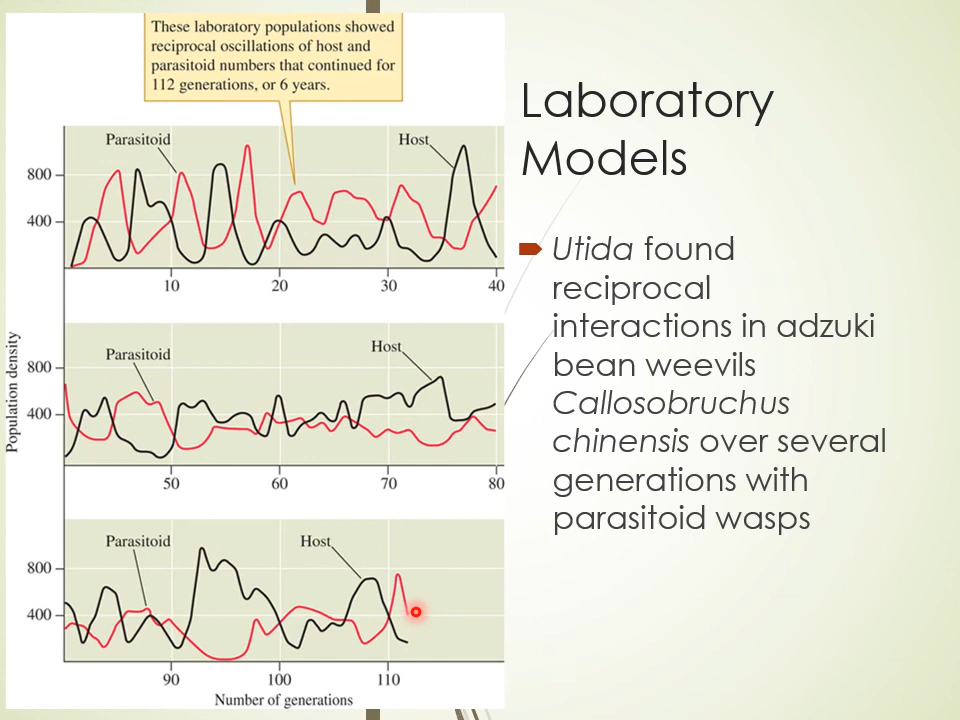 These laboratory populations showed
reciprocal oscillations of host and
parasitoid numbers that continued for
112 generations, or 6 years.
Laboratory
Models
Utida found
reciprocal
interactions in adzuki
bean weevils
Callosobruchus
chinensis over several
generations with
parasitoid wasps
Population density
Parasitoid
Host
800
400
10 20 30 40
Parasitoid
Host
800
400
50 60 70 80
Parasitoid
Host
800
400
90 100 110
Number of generations